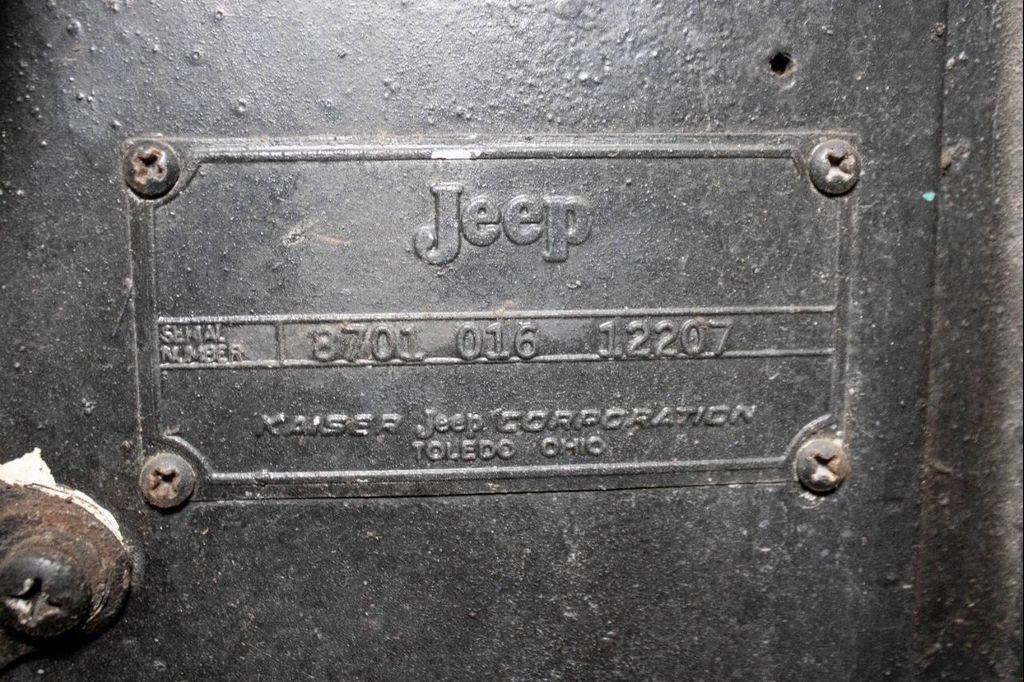 Jeep
SERIAL
NUMBER
8701 016 12207
KAISER Jeep CORPORATION
TOLEDO OHIO